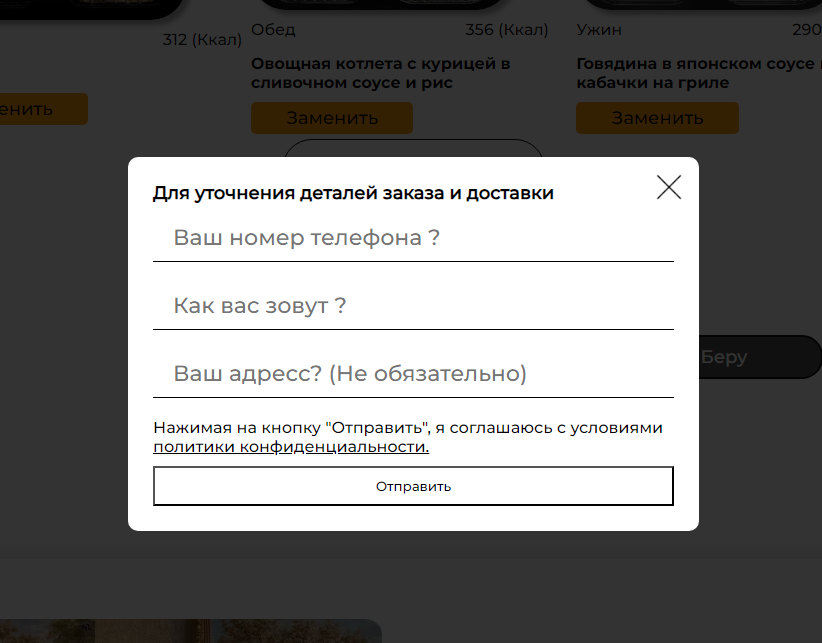 312 (Ккал)
Обед 356 (Ккал)
Ужин 290
Овощная котлета с курицей в
сливочном соусе и рис
Говядина в японском соусе
кабачки на гриле
енить
Заменить
Заменить
Для уточнения деталей заказа и доставки
Ваш номер телефона ?
Как вас зовут ?
Ваш адресс? (Не обязательно)
Беру
Нажимая на кнопку "Отправить", я соглашаюсь с условиями
политики конфиденциальности.
Отправить